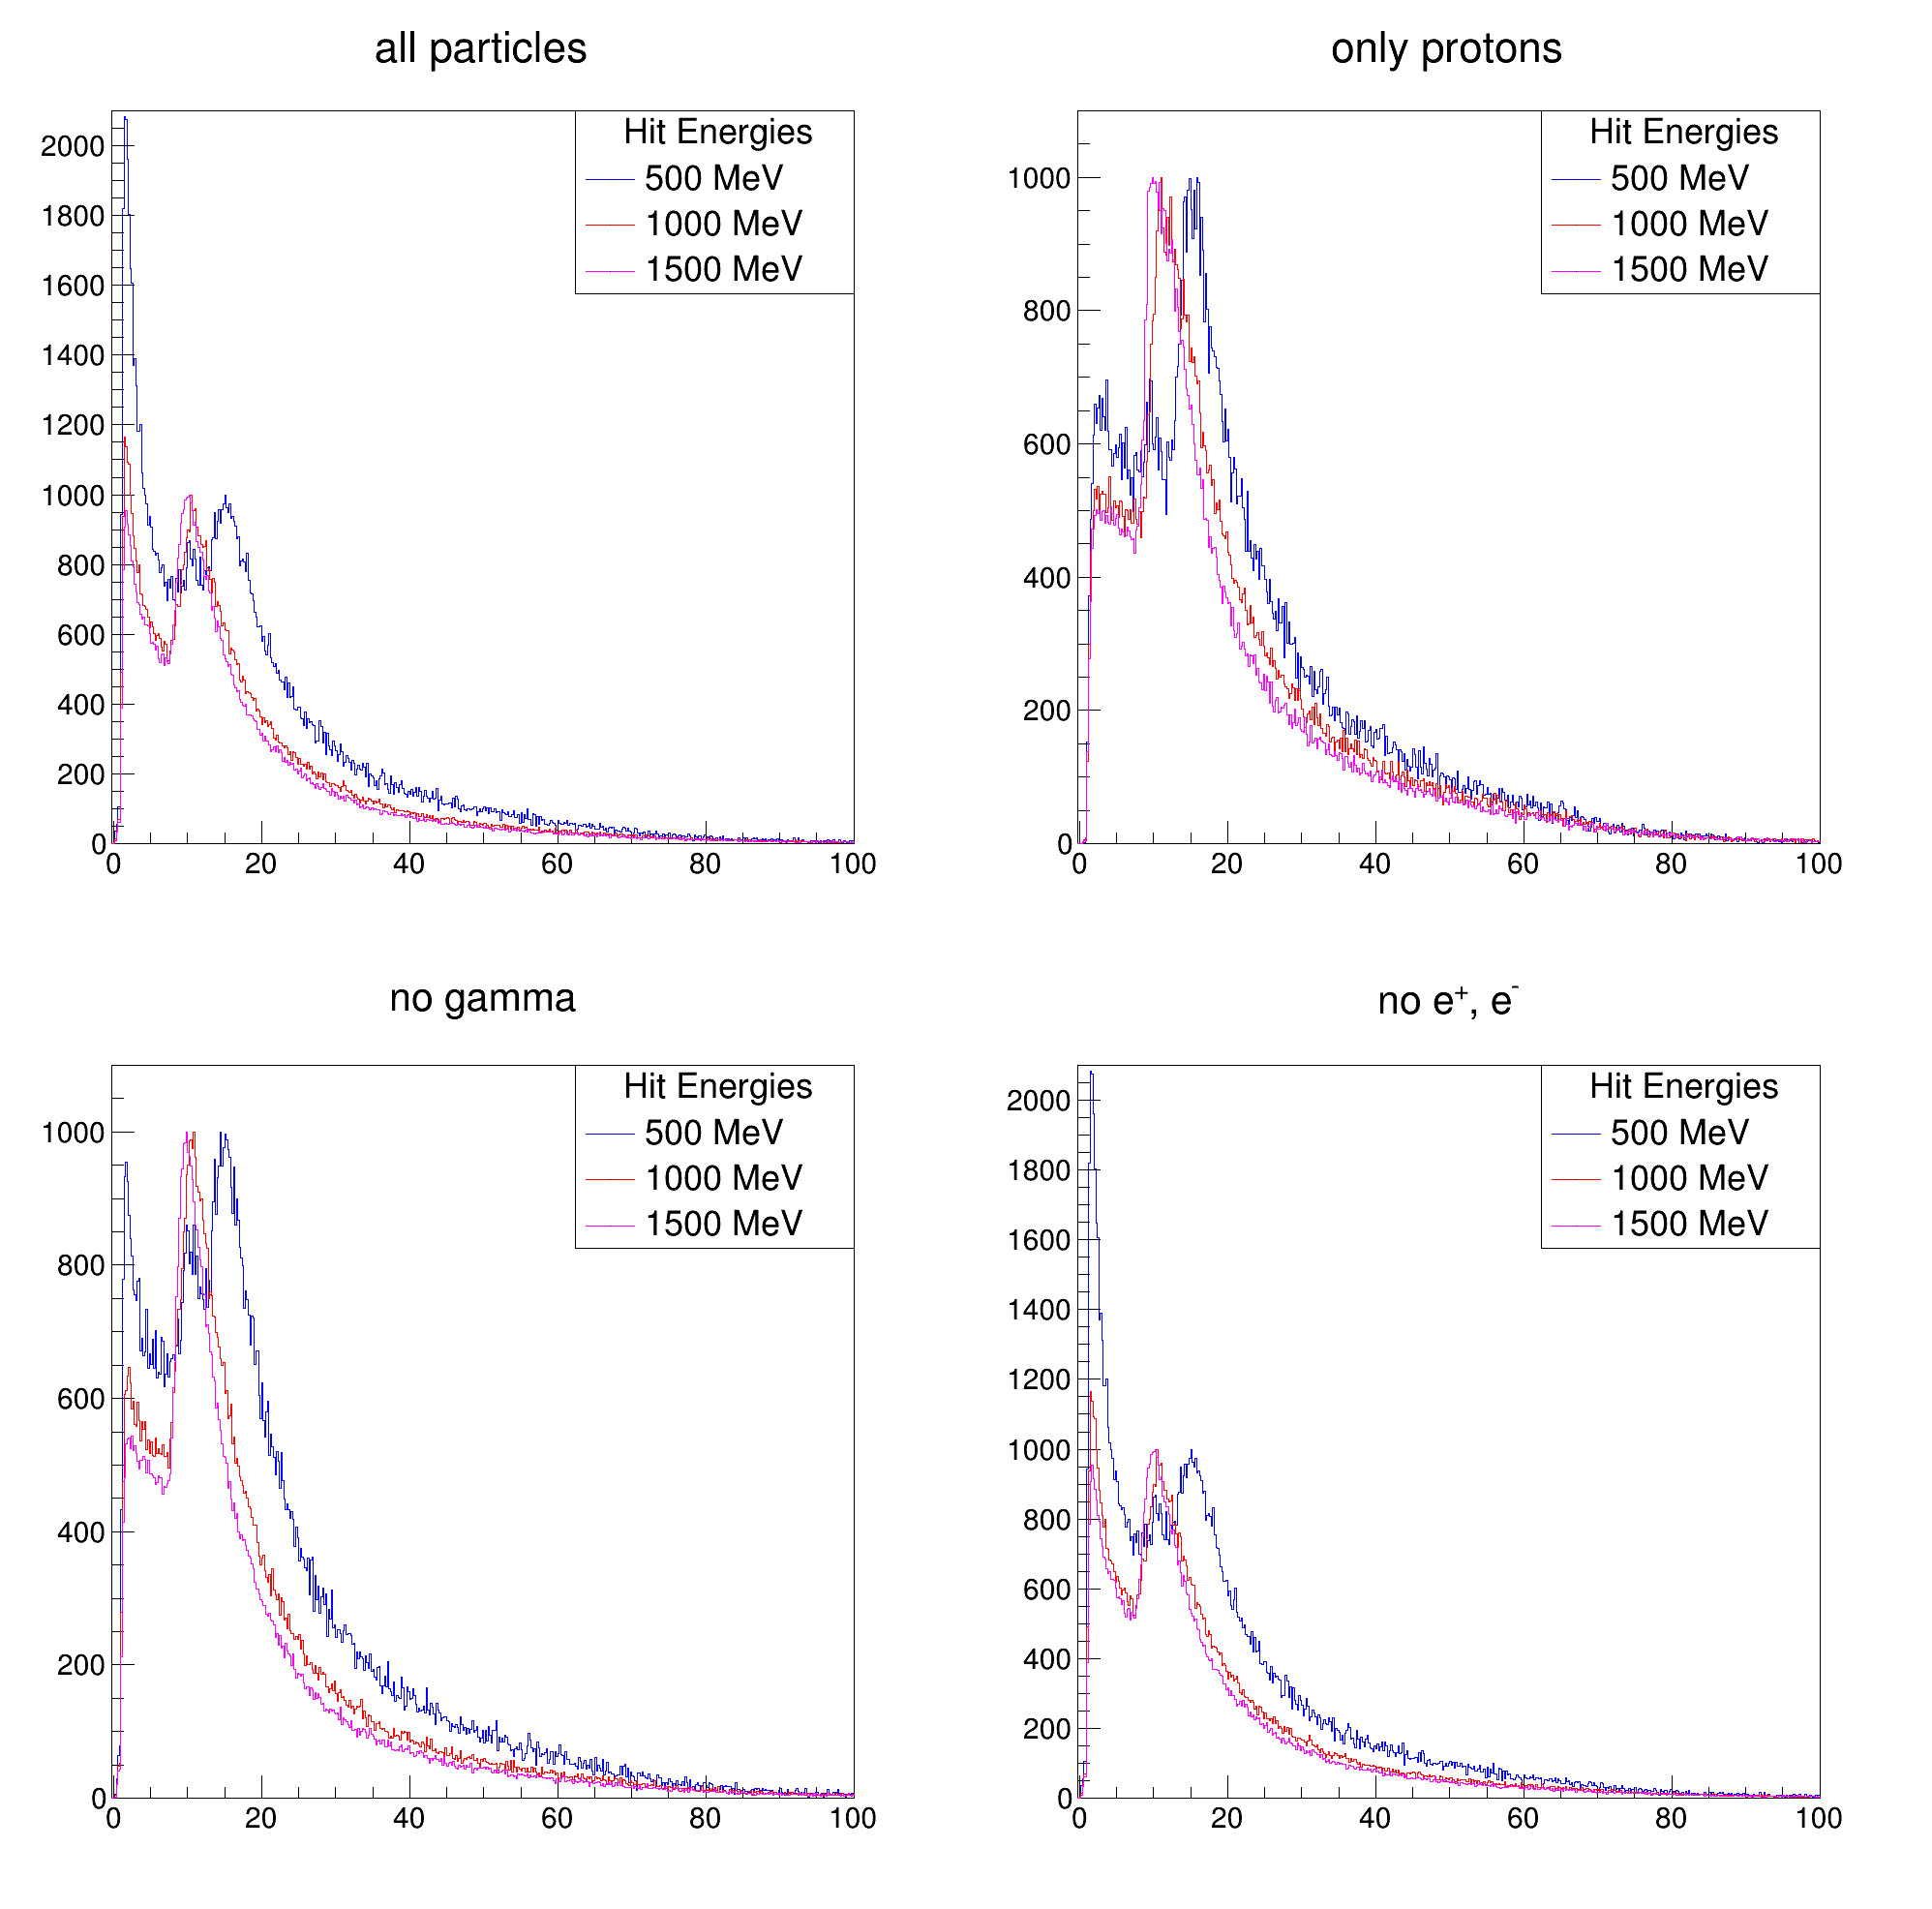 all particles
Hit Energies
500 MeV
1000 MeV
1500 MeV
2000
1800
1600
1400
1200
1000
800
600
400
200
0
0 20 40 60 80 100
only protons
Hit Energies
500 MeV
1000 MeV
1500 MeV
1000
800
600
400
200
0
0 20 40 60 80 100
no gamma
Hit Energies
500 MeV
1000 MeV
1500 MeV
1000
800
600
400
200
0
0 20 40 60 80 100
no e⁺, e⁻
Hit Energies
500 MeV
1000 MeV
1500 MeV
2000
1800
1600
1400
1200
1000
800
600
400
200
0
0 20 40 60 80 100